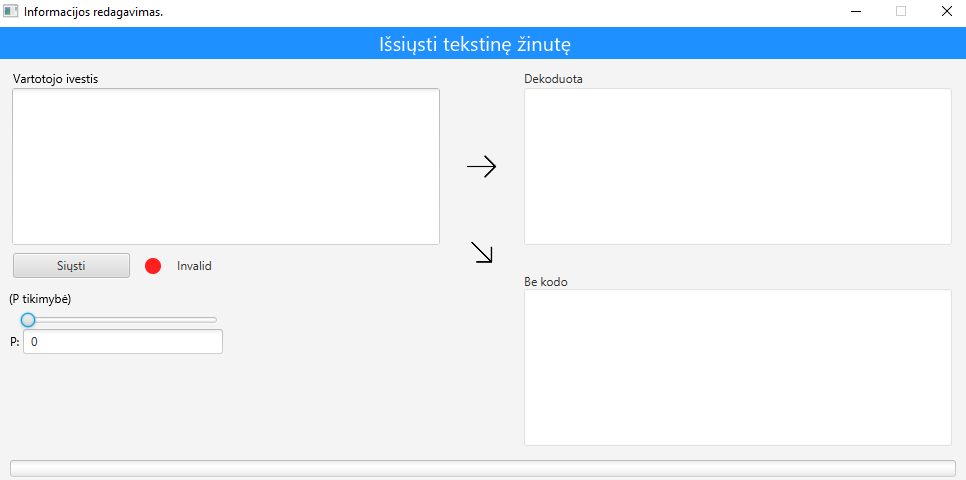 Informacijos redagavimas.
Išsiųsti tekstinę žinutę
Vartotojo ivestis
Dekoduota
Siųsti
Invalid
(P tikimybė)
P: 0
Be kodo